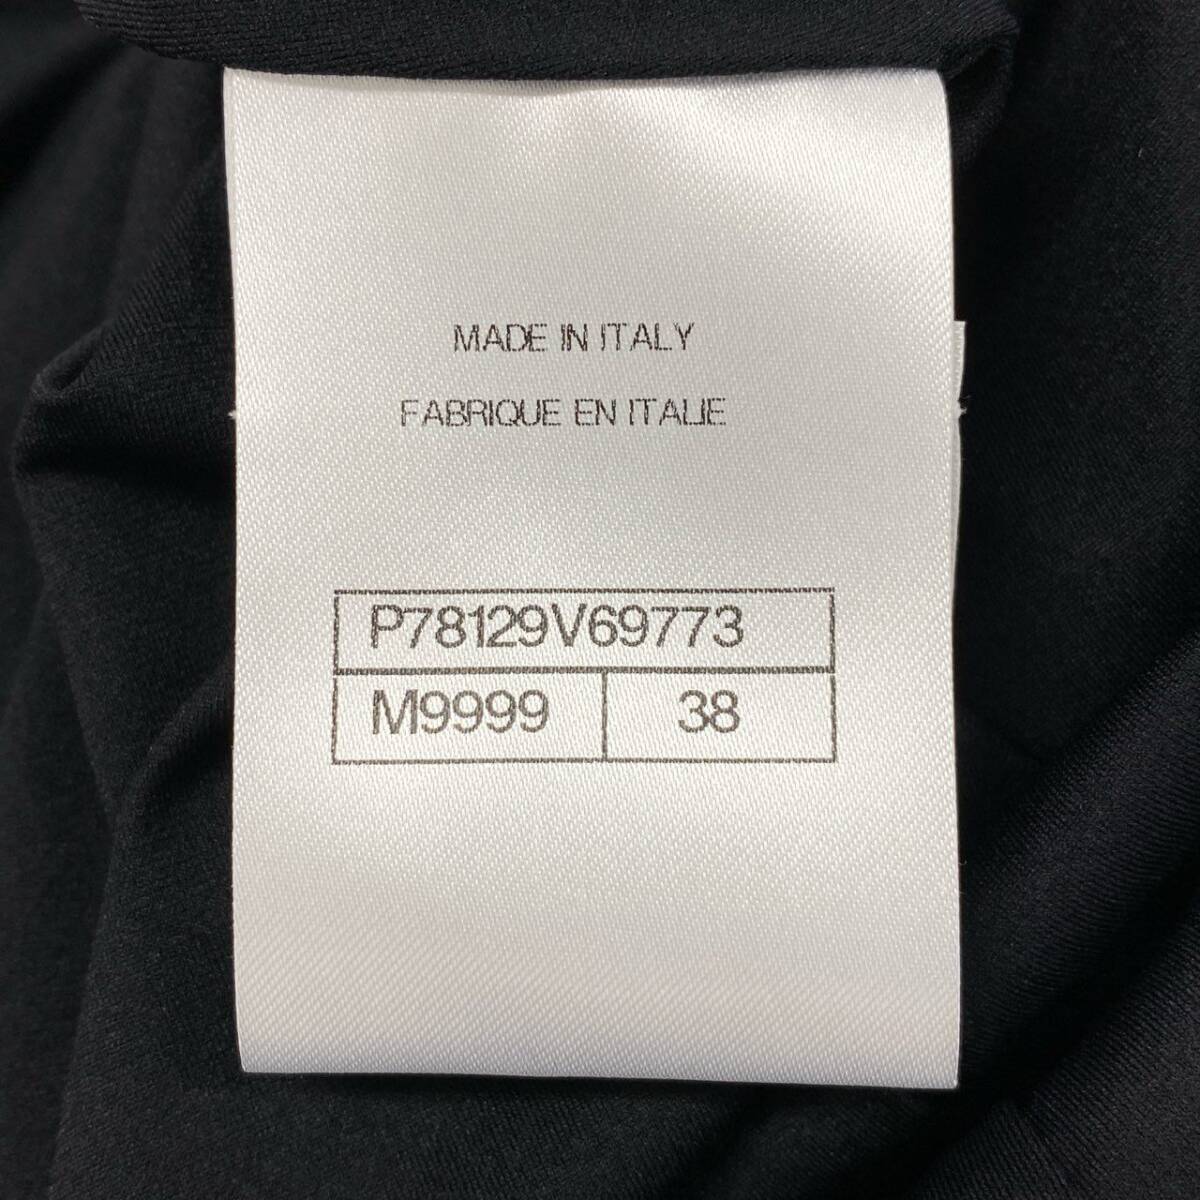 MADE IN ITALY
FABRIQUE EN ITALIE
P78129V69773
M9999 38